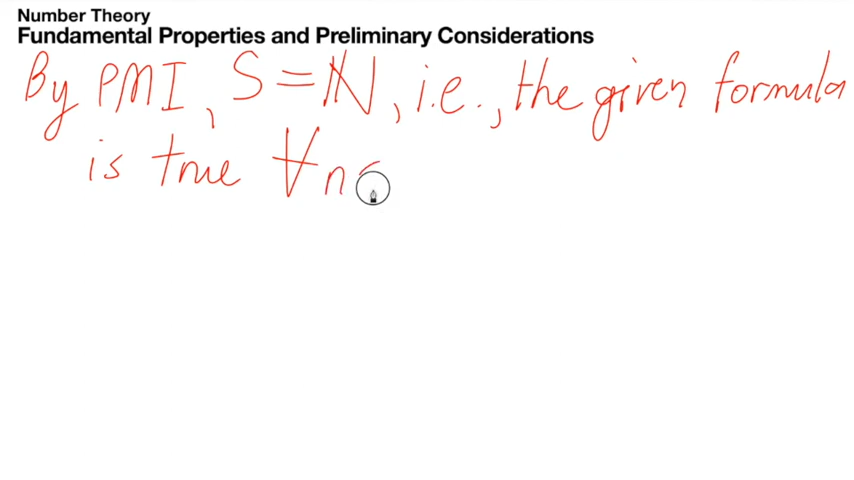 Number Theory
Fundamental Properties and Preliminary Considerations
By PMI, S = ℕ, i.e., the given formula
is true ∀n